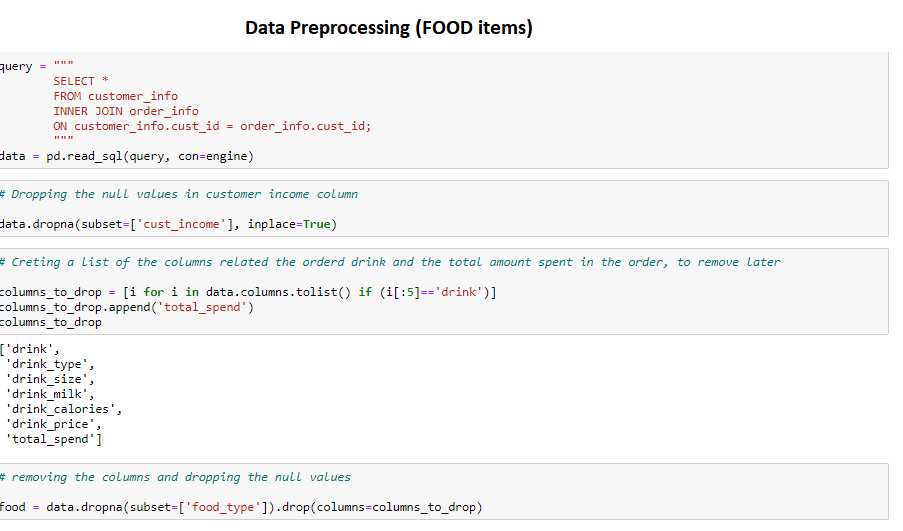 Data Preprocessing (FOOD items)
query = """
SELECT *
FROM customer_info
INNER JOIN order_info
ON customer_info.cust_id = order_info.cust_id;
"""
data = pd.read_sql(query, con=engine)
# Dropping the null values in customer income column
data.dropna(subset=['cust_income'], inplace=True)
# Creting a list of the columns related the orderd drink and the total amount spent in the order, to remove later
columns_to_drop = [i for i in data.columns.tolist() if (i[:5]=='drink')]
columns_to_drop.append('total_spend')
columns_to_drop
['drink',
'drink_type',
'drink_size',
'drink_milk',
'drink_calories',
'drink_price',
'total_spend']
# removing the columns and dropping the null values
food = data.dropna(subset=['food_type']).drop(columns=columns_to_drop)